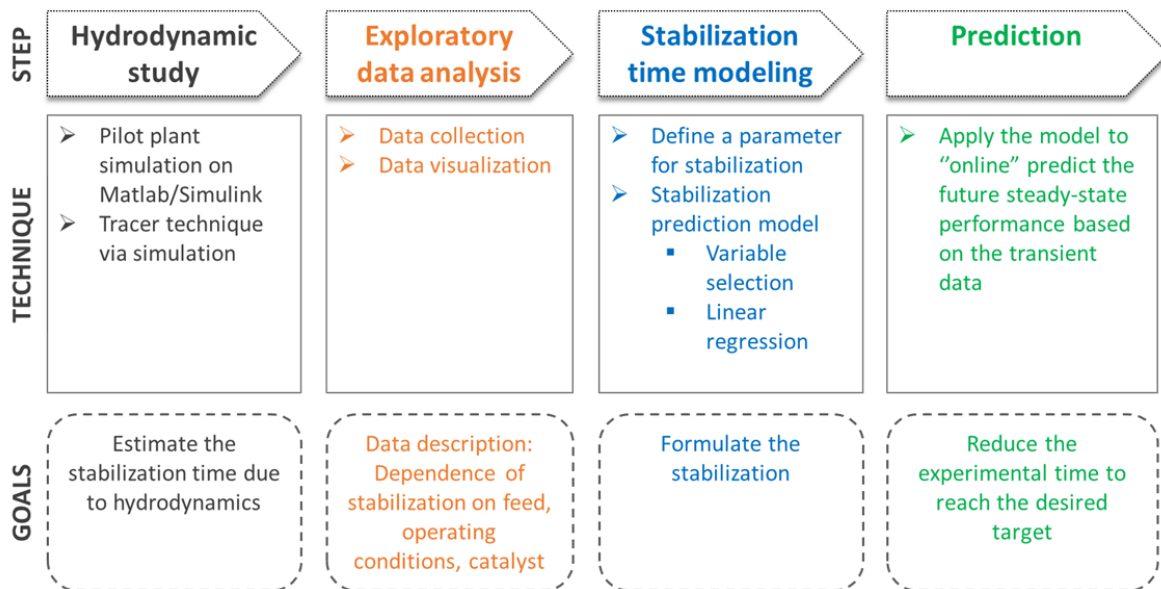 STEP
Hydrodynamic
study
Exploratory
data analysis
Stabilization
time modeling
Prediction
TECHNIQUE
➢ Pilot plant
simulation on
Matlab/Simulink
➢ Tracer technique
via simulation
➢ Data collection
➢ Data visualization
➢ Define a parameter
for stabilization
➢ Stabilization
prediction model
▪ Variable
selection
▪ Linear
regression
➢ Apply the model to
“online” predict the
future steady-state
performance based
on the transient
data
GOALS
Estimate the
stabilization time due
to hydrodynamics
Data description:
Dependence of
stabilization on feed,
operating
conditions, catalyst
Formulate the
stabilization
Reduce the
experimental time to
reach the desired
target